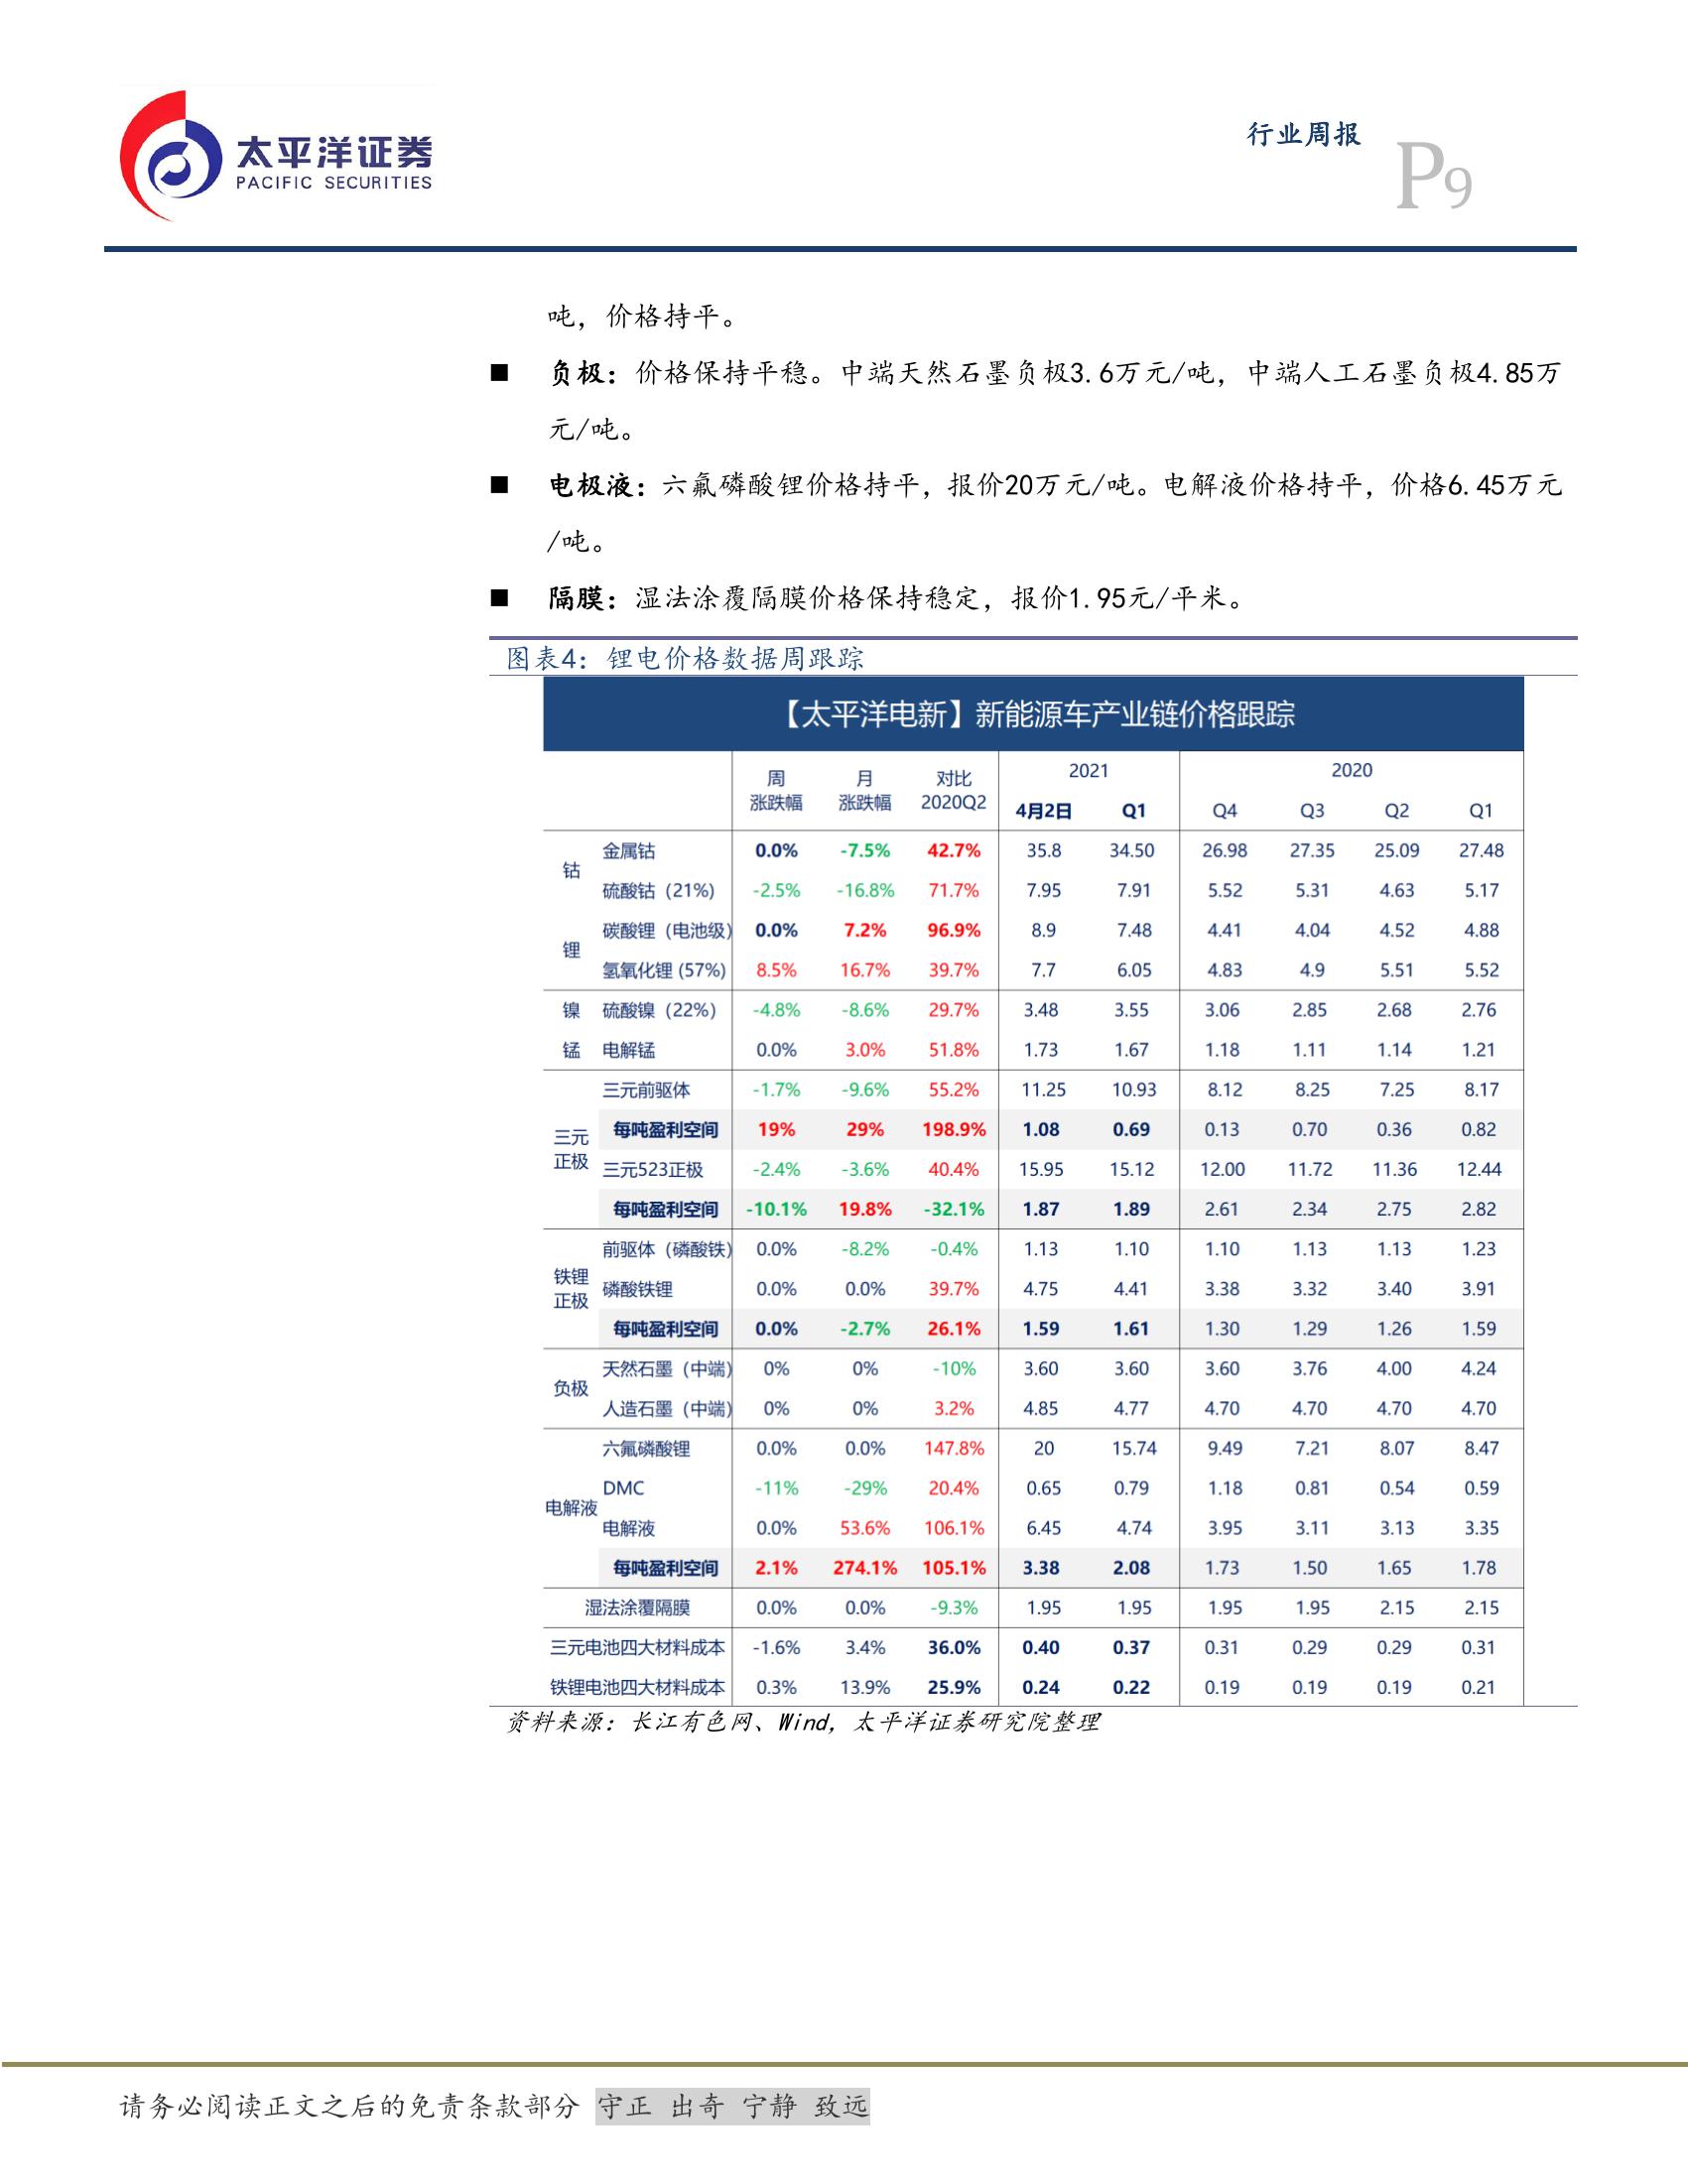 太平洋证券
PACIFIC SECURITIES
行业周报
P9
吨，价格持平。
■ 负极：价格保持平稳。中端天然石墨负极3.6万元/吨，中端人工石墨负极4.85万
元/吨。
■ 电极液：六氟磷酸锂价格持平，报价20万元/吨。电解液价格持平，价格6.45万元
/吨。
■ 隔膜：湿法涂覆隔膜价格保持稳定，报价1.95元/平米。
图表4：锂电价格数据周跟踪
【太平洋电新】新能源车产业链价格跟踪
周 月 对比 2021 2020
涨跌幅 涨跌幅 2020Q2 4月2日 Q1 Q4 Q3 Q2 Q1
钴
金属钴 0.0% -7.5% 42.7% 35.8 34.50 26.98 27.35 25.09 27.48
硫酸钴（21%） -2.5% -16.8% 71.7% 7.95 7.91 5.52 5.31 4.63 5.17
锂
碳酸锂（电池级） 0.0% 7.2% 96.9% 8.9 7.48 4.41 4.04 4.52 4.88
氢氧化锂 (57%) 8.5% 16.7% 39.7% 7.7 6.05 4.83 4.9 5.51 5.52
镍 硫酸镍（22%） -4.8% -8.6% 29.7% 3.48 3.55 3.06 2.85 2.68 2.76
锰 电解锰 0.0% 3.0% 51.8% 1.73 1.67 1.18 1.11 1.14 1.21
三元
正极
三元前驱体 -1.7% -9.6% 55.2% 11.25 10.93 8.12 8.25 7.25 8.17
每吨盈利空间 19% 29% 198.9% 1.08 0.69 0.13 0.70 0.36 0.82
三元523正极 -2.4% -3.6% 40.4% 15.95 15.12 12.00 11.72 11.36 12.44
每吨盈利空间 -10.1% 19.8% -32.1% 1.87 1.89 2.61 2.34 2.75 2.82
铁锂
正极
前驱体（磷酸铁） 0.0% -8.2% -0.4% 1.13 1.10 1.10 1.13 1.13 1.23
磷酸铁锂 0.0% 0.0% 39.7% 4.75 4.41 3.38 3.32 3.40 3.91
每吨盈利空间 0.0% -2.7% 26.1% 1.59 1.61 1.30 1.29 1.26 1.59
负极
天然石墨（中端） 0% 0% -10% 3.60 3.60 3.60 3.76 4.00 4.24
人造石墨（中端） 0% 0% 3.2% 4.85 4.77 4.70 4.70 4.70 4.70
电解液
六氟磷酸锂 0.0% 0.0% 147.8% 20 15.74 9.49 7.21 8.07 8.47
DMC -11% -29% 20.4% 0.65 0.79 1.18 0.81 0.54 0.59
电解液 0.0% 53.6% 106.1% 6.45 4.74 3.95 3.11 3.13 3.35
每吨盈利空间 2.1% 274.1% 105.1% 3.38 2.08 1.73 1.50 1.65 1.78
湿法涂覆隔膜 0.0% 0.0% -9.3% 1.95 1.95 1.95 1.95 2.15 2.15
三元电池四大材料成本 -1.6% 3.4% 36.0% 0.40 0.37 0.31 0.29 0.29 0.31
铁锂电池四大材料成本 0.3% 13.9% 25.9% 0.24 0.22 0.19 0.19 0.19 0.21
资料来源：长江有色网、Wind，太平洋证券研究院整理
请务必阅读正文之后的免责条款部分 守正 出奇 宁静 致远